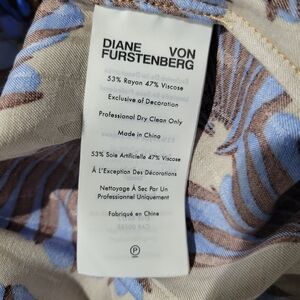 DIANE VON
FURSTENBERG
53% Rayon 47% Viscose
Exclusive of Decoration
Professional Dry Clean Only
Made in China
53% Soie Artificielle 47% Viscose
À L'Exception Des Décorations
Nettoyage À Sec Par Un
Professionnel Uniquement
Fabriqué en Chine
P